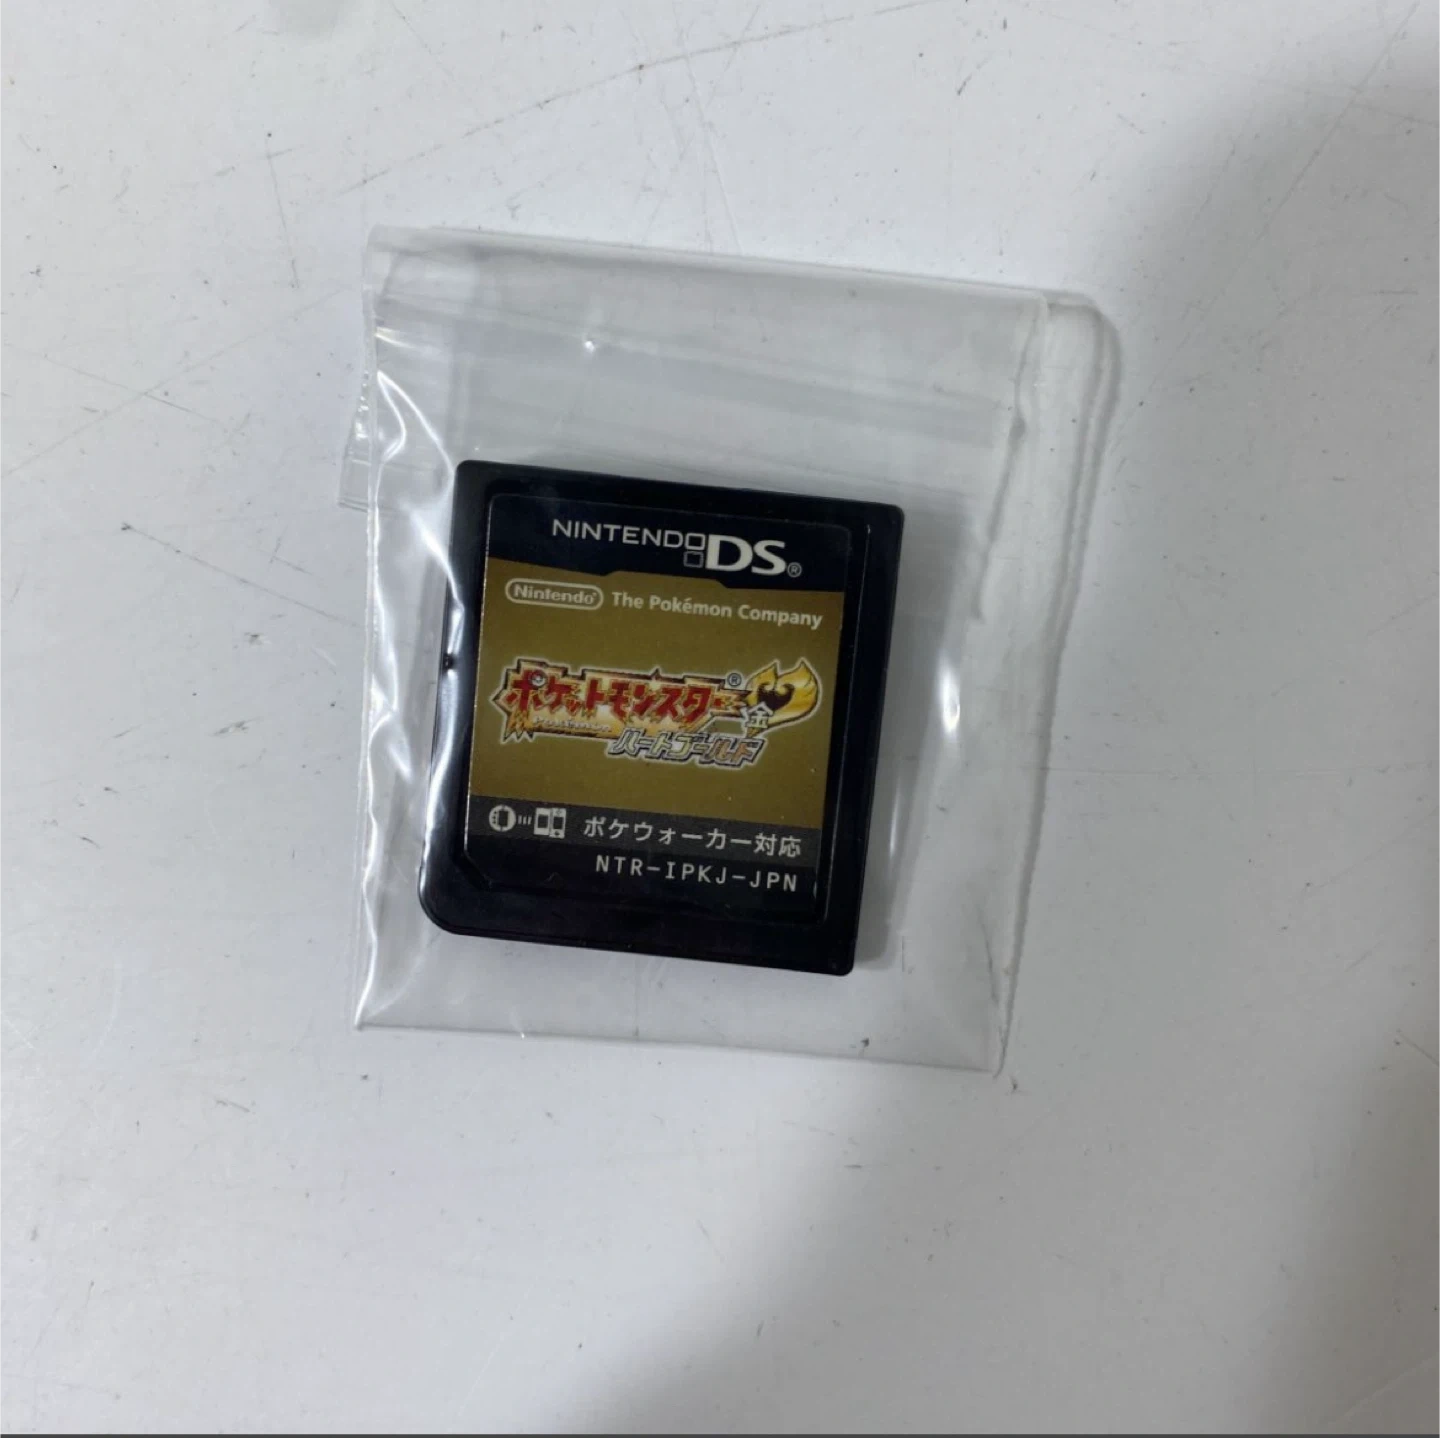 NINTENDO DS®
Nintendo® The Pokémon Company
ポケットモンスター®
金
ハートゴールド
ポケウォーカー対応
NTR-IPKJ-JPN